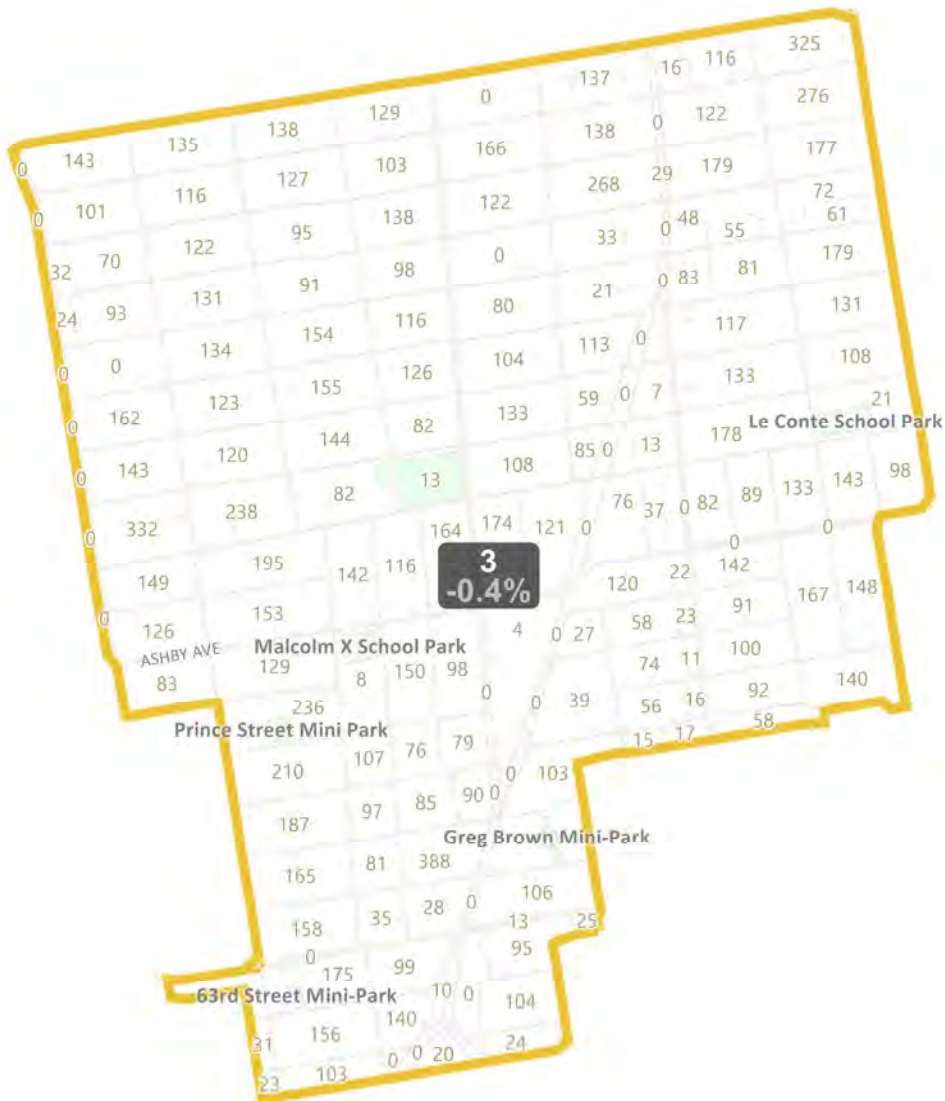 0 143 135 138 129 0 137 16 116 325
0 101 116 127 103 166 138 0 122 276
32 70 122 95 138 122 268 29 179 177
72
61
24 93 131 91 98 0 33 0 48 55
0 0 134 154 116 80 21 0 83 81 179
0 162 123 155 126 104 113 0 117 131
0 143 120 144 82 133 59 0 7 133 108
21
Le Conte School Park
0 332 238 82 13 108 85 0 13 178
149 195 142 116 164 174 121 0 76 37 0 82 89 133 143 98
3
-0.4%
0 0
0 126 153 120 22 142
ASHBY AVE
Malcolm X School Park
4 0 27 58 23 91 167 148
83 129 8 150 98 74 11 100
236 0 0 39 56 16 92 140
Prince Street Mini Park
15 17 58
210 107 76 79 0 103
187 97 85 90 0
Greg Brown Mini-Park
165 81 388
158 35 28 0 106
13 25
0
175 99 95
63rd Street Mini-Park
10 0 104
31 156 140
23 103 0 0 20 24